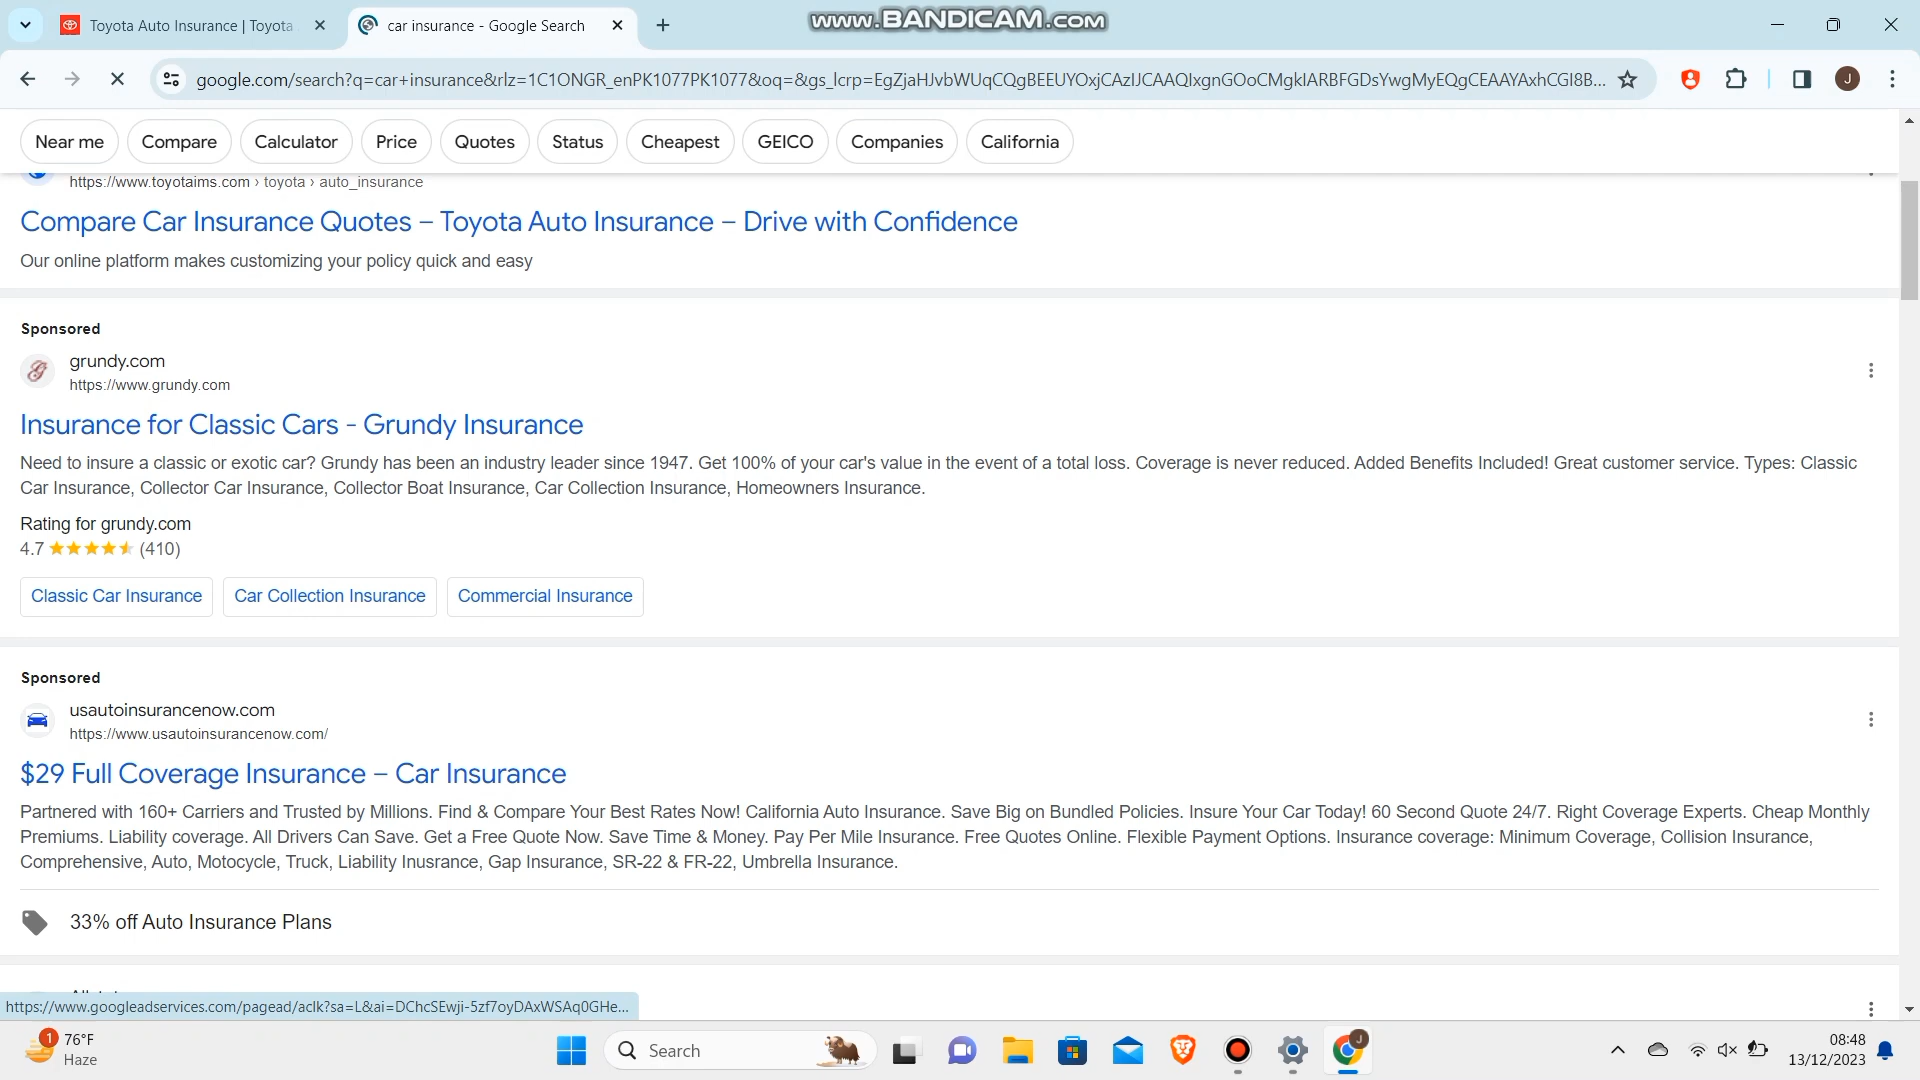 Toyota Auto Insurance | Toyota
car insurance - Google Search
www.BANDICAM.com
google.com/search?q=car+insurance&rlz=1C1ONGR_enPK1077PK1077&oq=&gs_lcrp=EgZjaHJvbWUqCQgBEEUYOxjCAzIJCAAQIxgnGOoCMgkIARBFGDsYwgMyEQgCEAAYAxhCGI8B...
J
Near me
Compare
Calculator
Price
Quotes
Status
Cheapest
GEICO
Companies
California
https://www.toyotaims.com › toyota › auto_insurance
Compare Car Insurance Quotes – Toyota Auto Insurance – Drive with Confidence
Our online platform makes customizing your policy quick and easy
Sponsored
grundy.com
https://www.grundy.com
Insurance for Classic Cars - Grundy Insurance
Need to insure a classic or exotic car? Grundy has been an industry leader since 1947. Get 100% of your car's value in the event of a total loss. Coverage is never reduced. Added Benefits Included! Great customer service. Types: Classic
Car Insurance, Collector Car Insurance, Collector Boat Insurance, Car Collection Insurance, Homeowners Insurance.
Rating for grundy.com
4.7 (410)
Classic Car Insurance
Car Collection Insurance
Commercial Insurance
Sponsored
usautoinsurancenow.com
https://www.usautoinsurancenow.com/
$29 Full Coverage Insurance – Car Insurance
Partnered with 160+ Carriers and Trusted by Millions. Find & Compare Your Best Rates Now! California Auto Insurance. Save Big on Bundled Policies. Insure Your Car Today! 60 Second Quote 24/7. Right Coverage Experts. Cheap Monthly
Premiums. Liability coverage. All Drivers Can Save. Get a Free Quote Now. Save Time & Money. Pay Per Mile Insurance. Free Quotes Online. Flexible Payment Options. Insurance coverage: Minimum Coverage, Collision Insurance,
Comprehensive, Auto, Motocycle, Truck, Liability Inusrance, Gap Insurance, SR-22 & FR-22, Umbrella Insurance.
33% off Auto Insurance Plans
https://www.googleadservices.com/pagead/aclk?sa=L&ai=DChcSEwji-5zf7oyDAxWSAq0GHe...
1
76°F
Haze
Search
J
08:48
13/12/2023